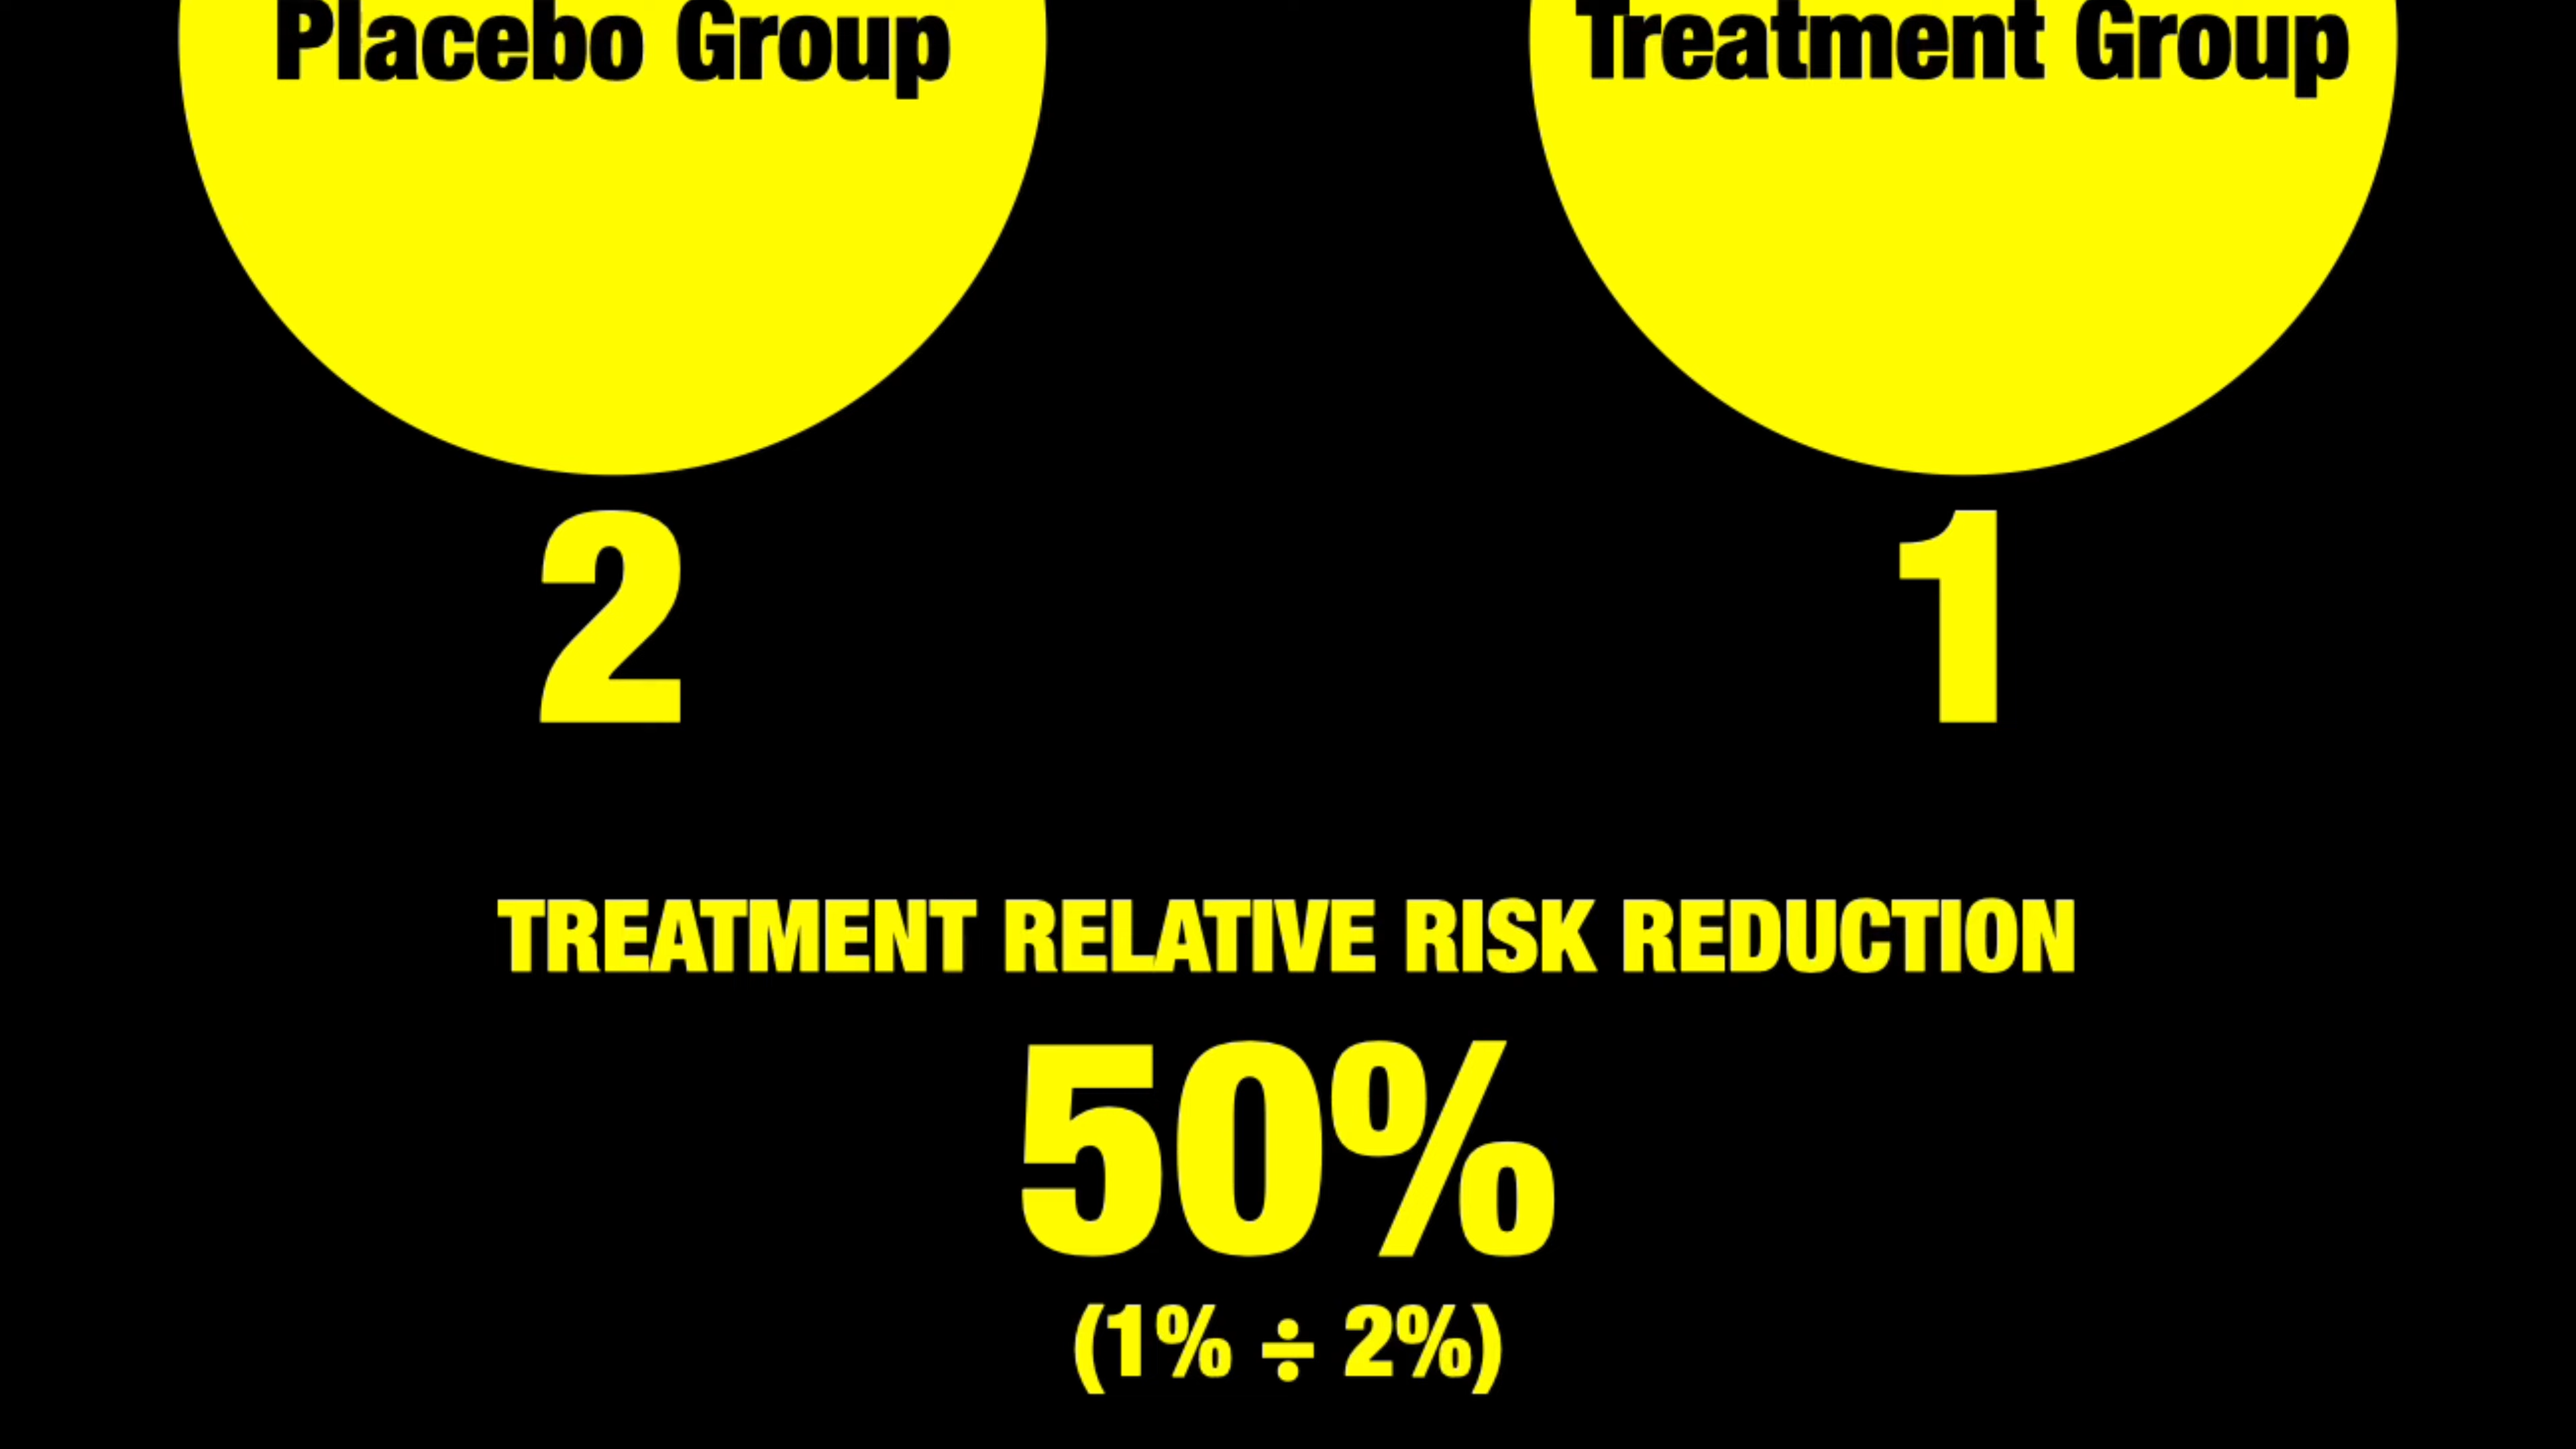 Placebo Group
Treatment Group
2
1
TREATMENT RELATIVE RISK REDUCTION
50%
(1% ÷ 2%)